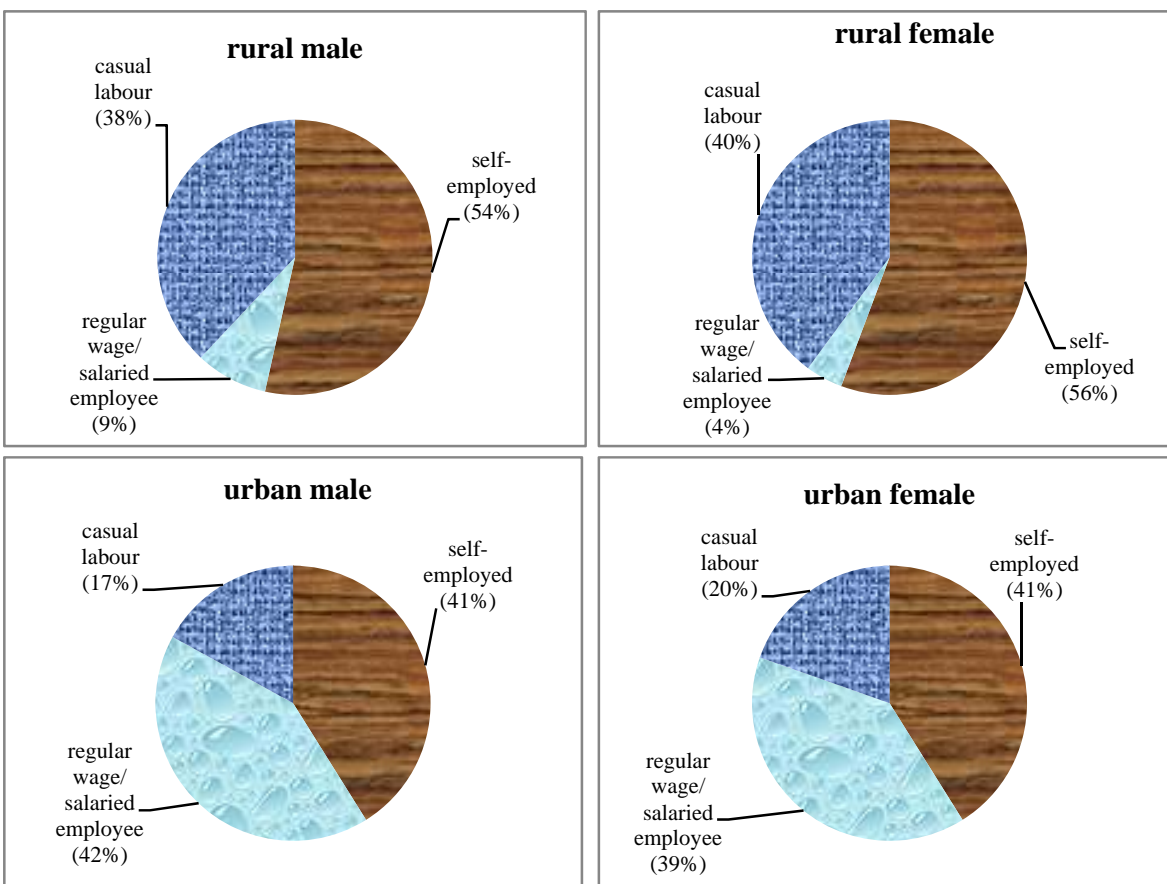 rural male
casual
labour
(38%)
self-
employed
(54%)
regular
wage/
salaried
employee
(9%)
rural female
casual
labour
(40%)
self-
employed
(56%)
regular
wage/
salaried
employee
(4%)
urban male
casual
labour
(17%)
self-
employed
(41%)
regular
wage/
salaried
employee
(42%)
urban female
casual
labour
(20%)
self-
employed
(41%)
regular
wage/
salaried
employee
(39%)